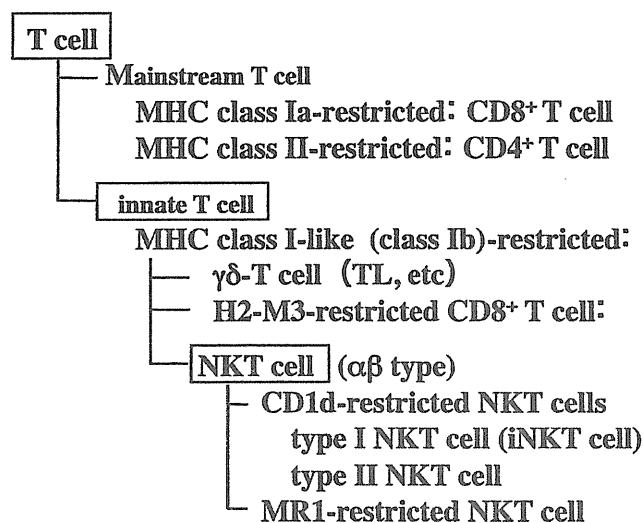 T cell
Mainstream T cell
MHC class Ia-restricted: CD8⁺ T cell
MHC class II-restricted: CD4⁺ T cell
innate T cell
MHC class I-like (class Ib)-restricted:
γδ-T cell (TL, etc)
H2-M3-restricted CD8⁺ T cell:
NKT cell (αβ type)
CD1d-restricted NKT cells
type I NKT cell (iNKT cell)
type II NKT cell
MR1-restricted NKT cell